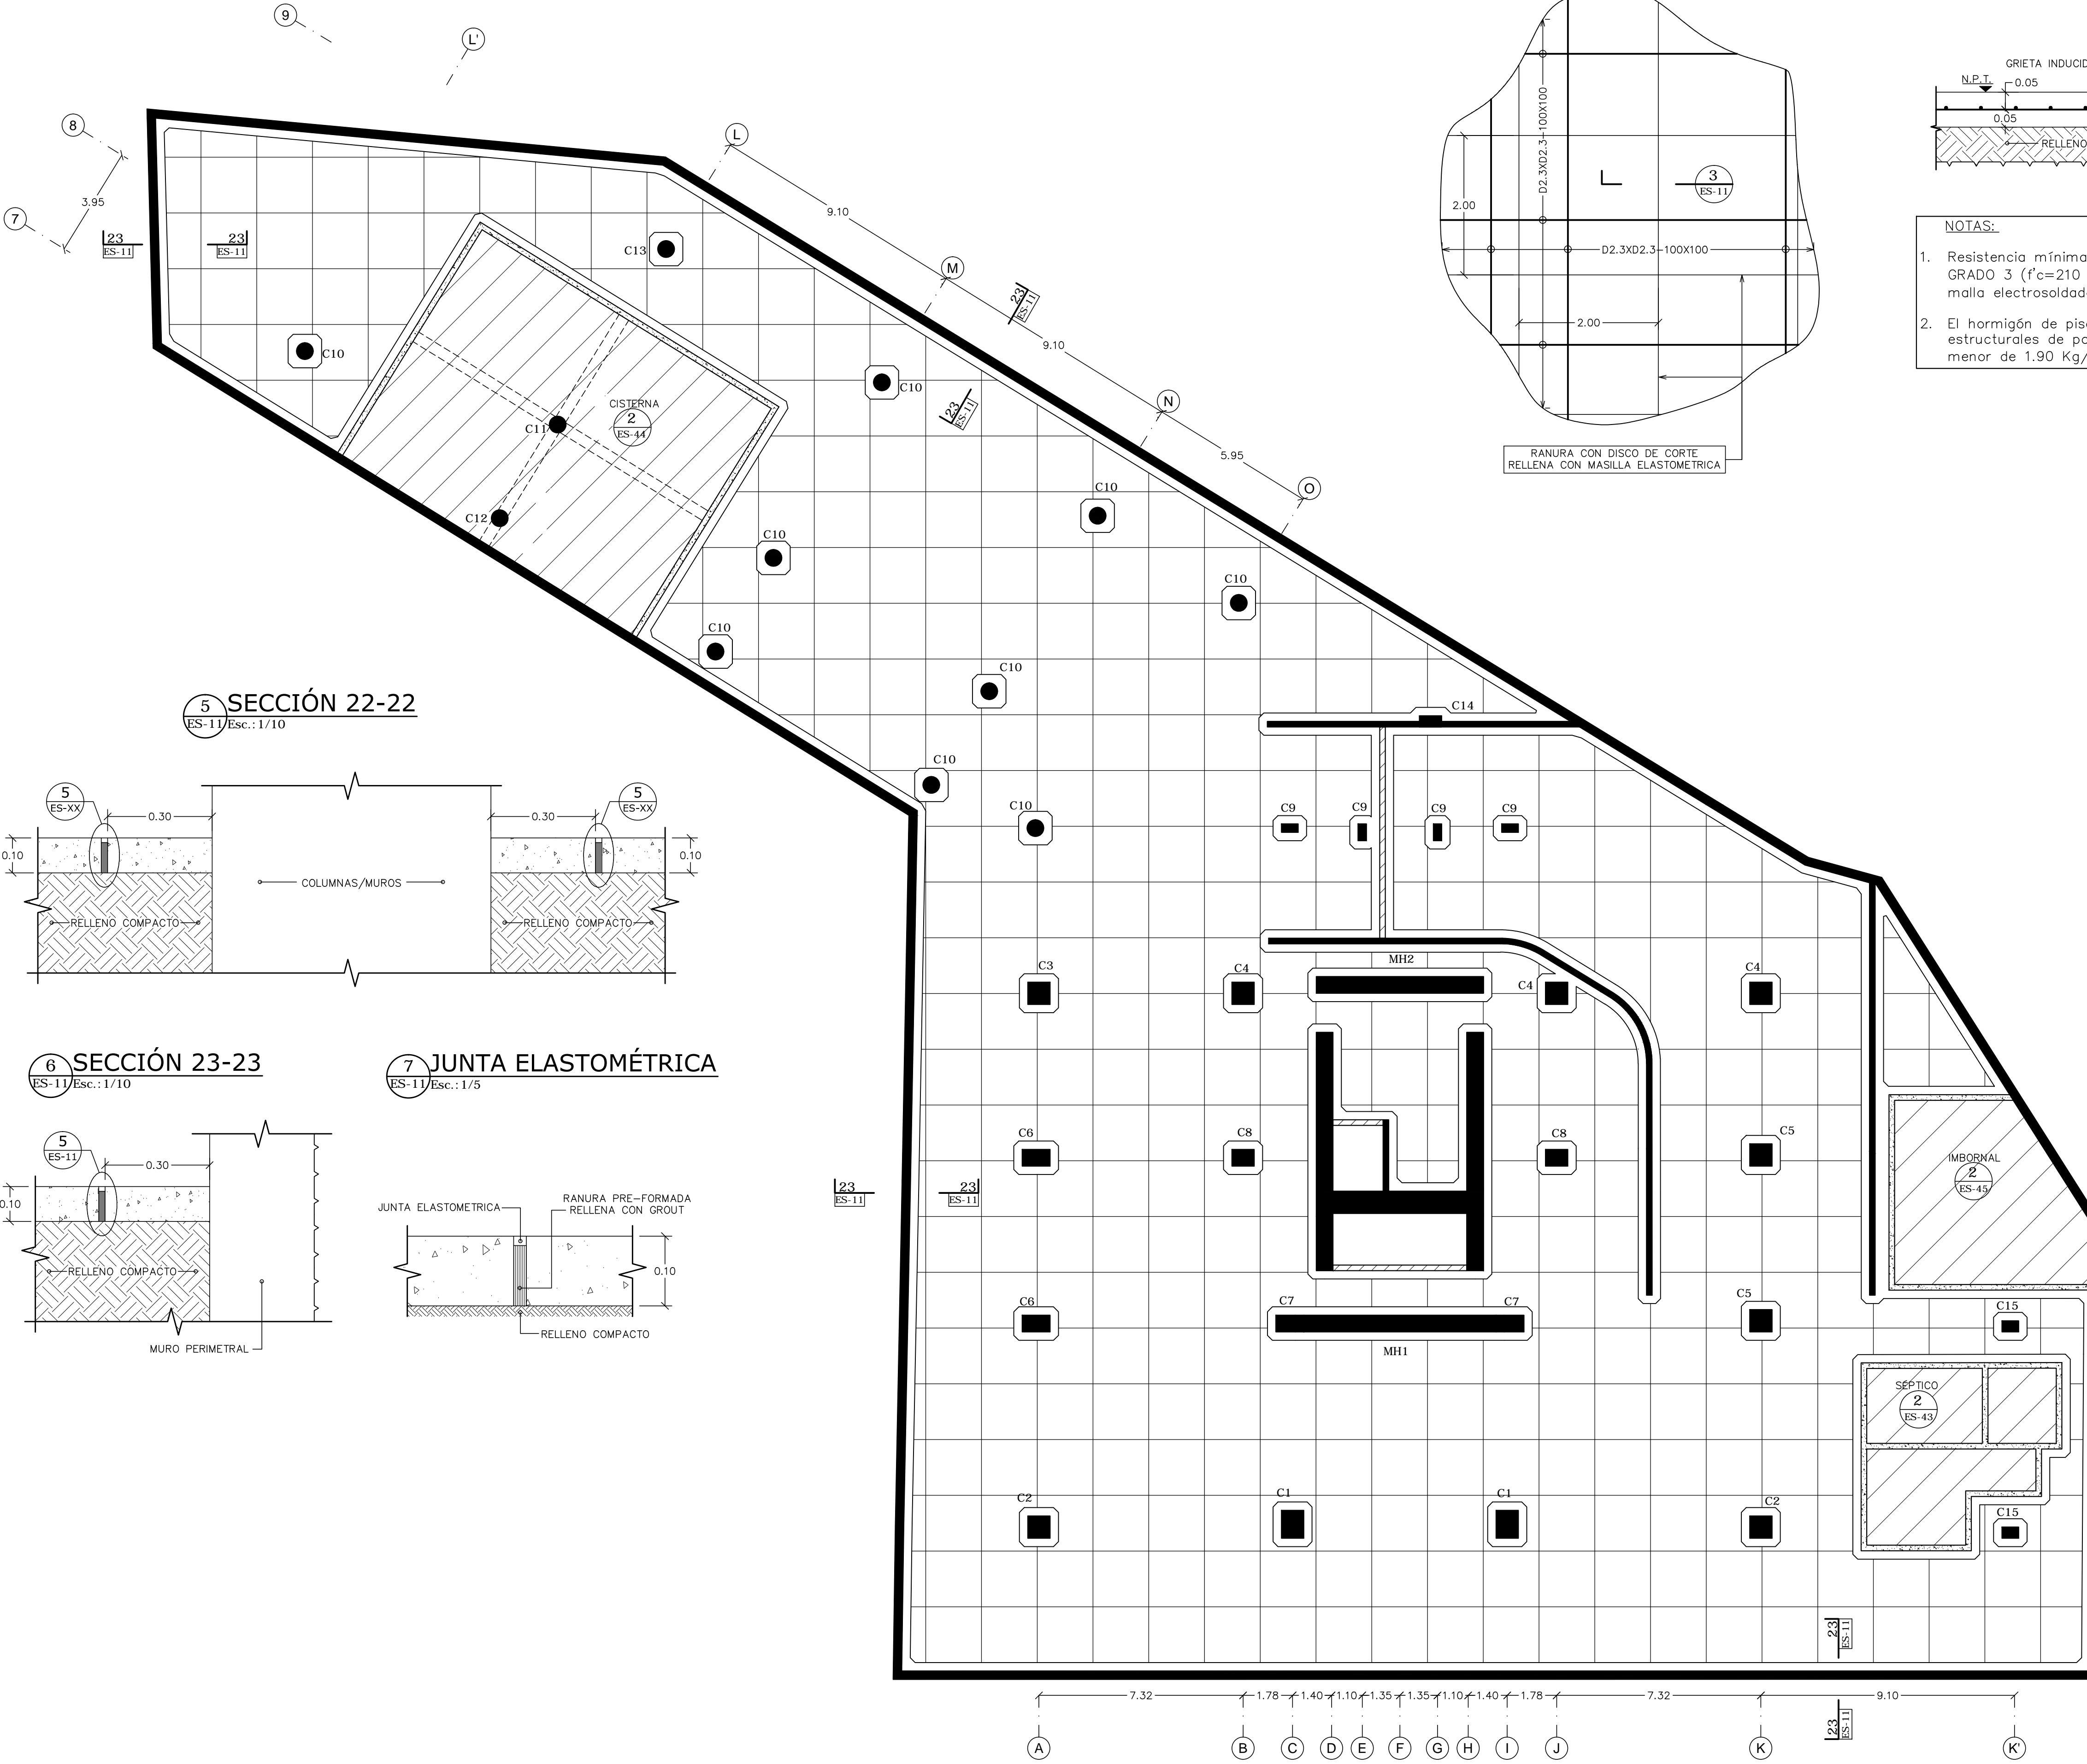 9
L'
8
3.95
7
23
ES-11
23
ES-11
L
9.10
M
23
ES-11
9.10
N
23
ES-11
5.95
O
C13
C10
C10
CISTERNA
2
ES-44
C11
C12
C10
C10
C10
C10
C10
C10
C10
C14
C9
C9
C9
C9
D2.3XD2.3-100X100
2.00
3
ES-11
D2.3XD2.3-100X100
2.00
RANURA CON DISCO DE CORTE
RELLENA CON MASILLA ELASTOMETRICA
GRIETA INDUCID
N.P.T.
0.05
0.05
RELLENO
NOTAS:
1. Resistencia mínima
GRADO 3 (f'c=210
malla electrosoldad
2. El hormigón de pis
estructurales de po
menor de 1.90 Kg/
5
SECCIÓN 22-22
ES-11
Esc.:1/10
5
ES-XX
0.30
0.30
5
ES-XX
0.10
0.10
COLUMNAS/MUROS
RELLENO COMPACTO
RELLENO COMPACTO
6
SECCIÓN 23-23
ES-11
Esc.:1/10
5
ES-11
0.30
0.10
RELLENO COMPACTO
MURO PERIMETRAL
7
JUNTA ELASTOMÉTRICA
ES-11
Esc.:1/5
JUNTA ELASTOMETRICA
RANURA PRE-FORMADA
RELLENA CON GROUT
0.10
RELLENO COMPACTO
MH2
C3
C4
C4
C4
C6
C8
C8
C5
23
ES-11
23
ES-11
IMBORNAL
2
ES-45
C6
C7
C7
C5
C15
MH1
SÉPTICO
2
ES-43
C2
C1
C1
C2
C15
23
ES-11
7.32
1.78
1.40
1.10
1.35
1.35
1.10
1.40
1.78
7.32
9.10
23
ES-11
A
B
C
D
E
F
G
H
I
J
K
K'